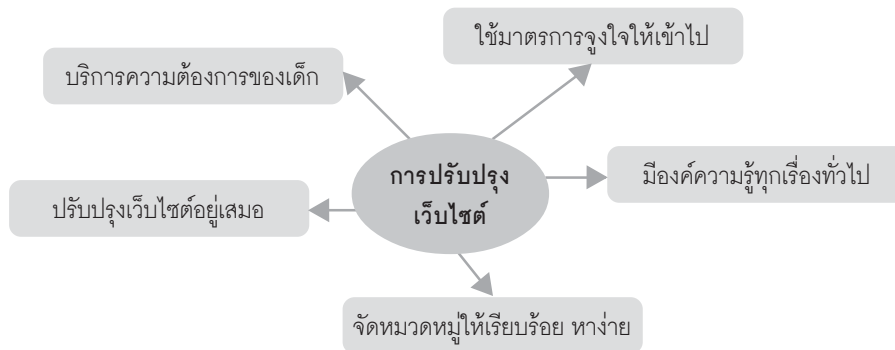 ใช้มาตรการจูงใจให้เข้าไป
บริการความต้องการของเด็ก
การปรับปรุง
เว็บไซต์
มีองค์ความรู้ทุกเรื่องทั่วไป
ปรับปรุงเว็บไซต์อยู่เสมอ
จัดหมวดหมู่ให้เรียบร้อย หาง่าย